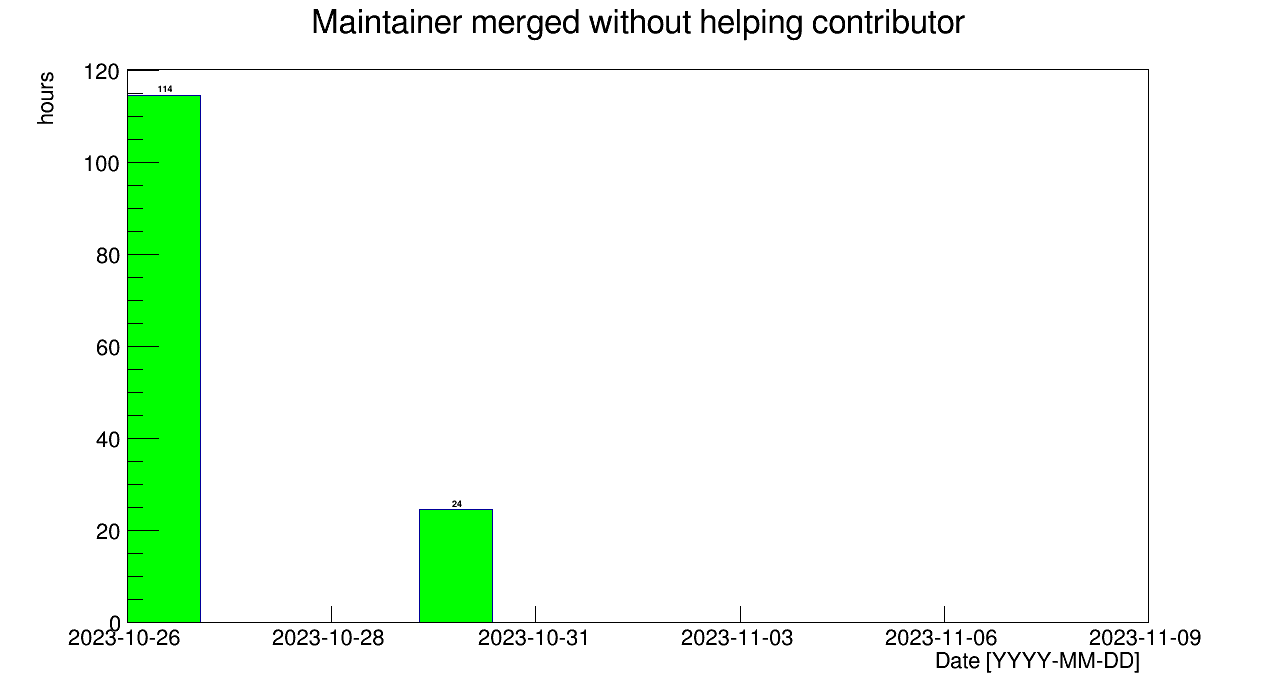 Maintainer merged without helping contributor
hours
120
114
100
80
60
40
24
20
0
2023-10-26 2023-10-28 2023-10-31 2023-11-03 2023-11-06 2023-11-09
Date [YYYY-MM-DD]